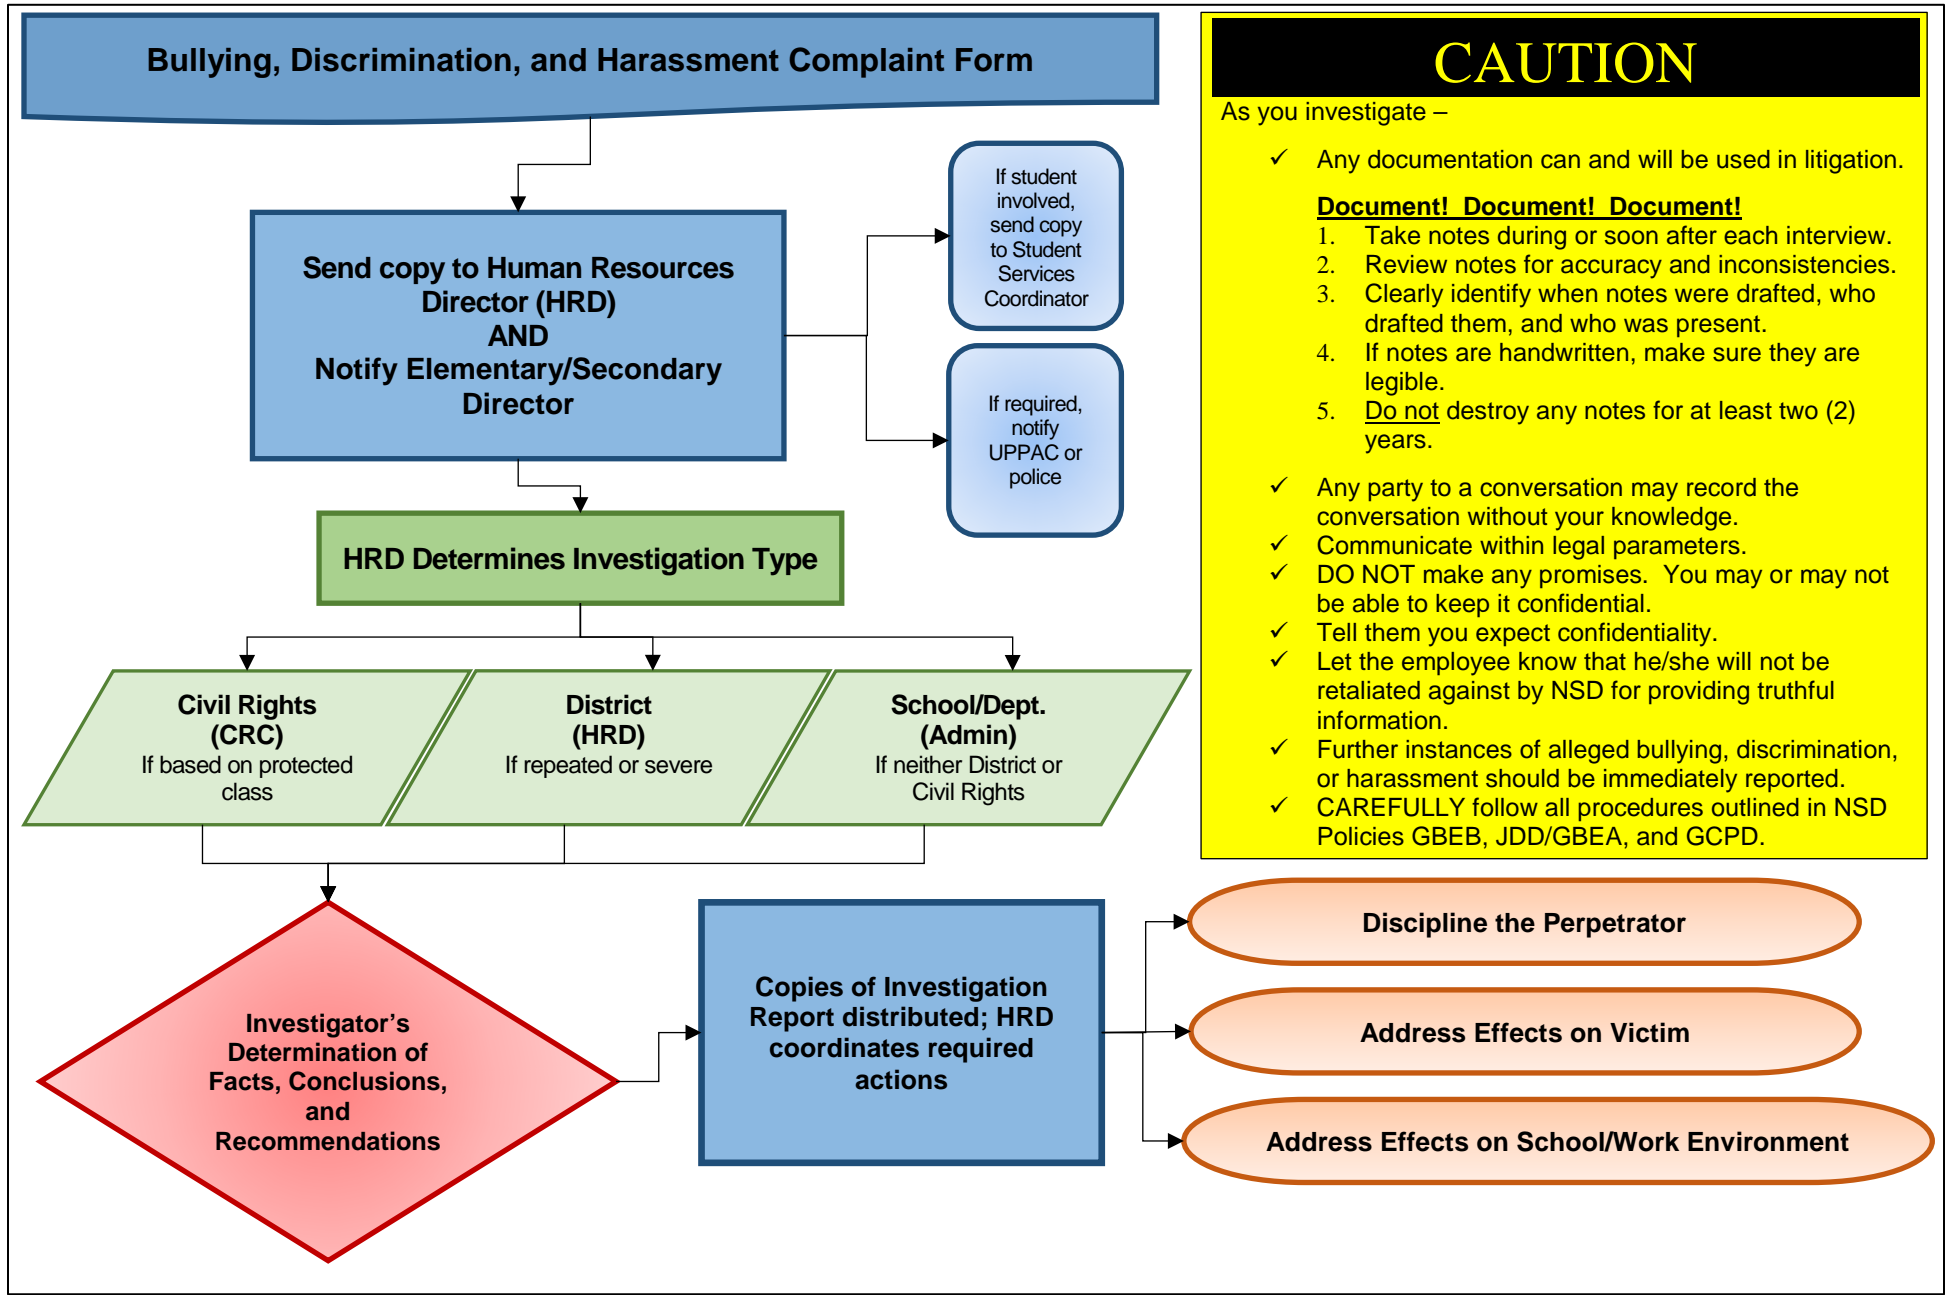 Bullying, Discrimination, and Harassment Complaint Form
Send copy to Human Resources
Director (HRD)
AND
Notify Elementary/Secondary
Director
If student
involved,
send copy
to Student
Services
Coordinator
If required,
notify
UPPAC or
police
HRD Determines Investigation Type
Civil Rights
(CRC)
If based on protected
class
District
(HRD)
If repeated or severe
School/Dept.
(Admin)
If neither District or
Civil Rights
Investigator’s
Determination of
Facts, Conclusions,
and
Recommendations
Copies of Investigation
Report distributed; HRD
coordinates required
actions
Discipline the Perpetrator
Address Effects on Victim
Address Effects on School/Work Environment
CAUTION
As you investigate –
✓ Any documentation can and will be used in litigation.
Document! Document! Document!
1. Take notes during or soon after each interview.
2. Review notes for accuracy and inconsistencies.
3. Clearly identify when notes were drafted, who
drafted them, and who was present.
4. If notes are handwritten, make sure they are
legible.
5. Do not destroy any notes for at least two (2)
years.
✓ Any party to a conversation may record the
conversation without your knowledge.
✓ Communicate within legal parameters.
✓ DO NOT make any promises. You may or may not
be able to keep it confidential.
✓ Tell them you expect confidentiality.
✓ Let the employee know that he/she will not be
retaliated against by NSD for providing truthful
information.
✓ Further instances of alleged bullying, discrimination,
or harassment should be immediately reported.
✓ CAREFULLY follow all procedures outlined in NSD
Policies GBEB, JDD/GBEA, and GCPD.